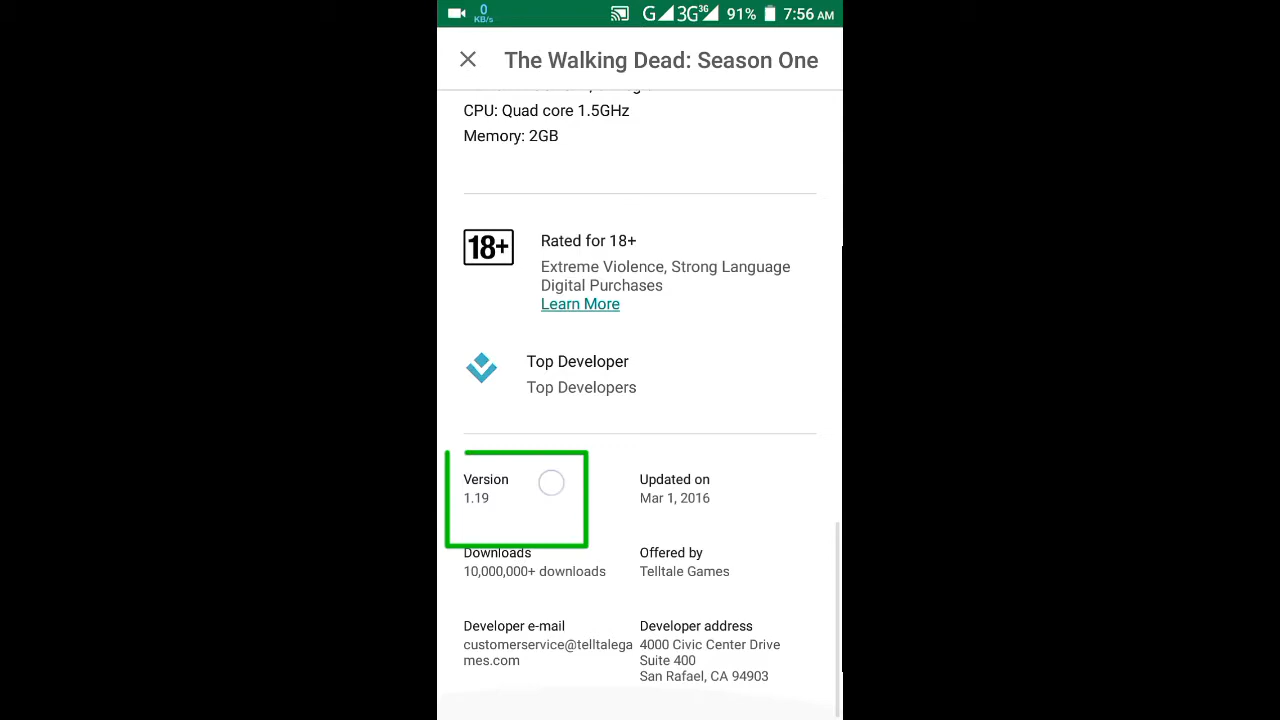 0
KB/s
G 3G 3G 91% 7:56 AM
The Walking Dead: Season One
CPU: Quad core 1.5GHz
Memory: 2GB
18+
Rated for 18+
Extreme Violence, Strong Language
Digital Purchases
Learn More
Top Developer
Top Developers
Version
1.19
Updated on
Mar 1, 2016
Downloads
10,000,000+ downloads
Offered by
Telltale Games
Developer e-mail
customerservice@telltalega
mes.com
Developer address
4000 Civic Center Drive
Suite 400
San Rafael, CA 94903